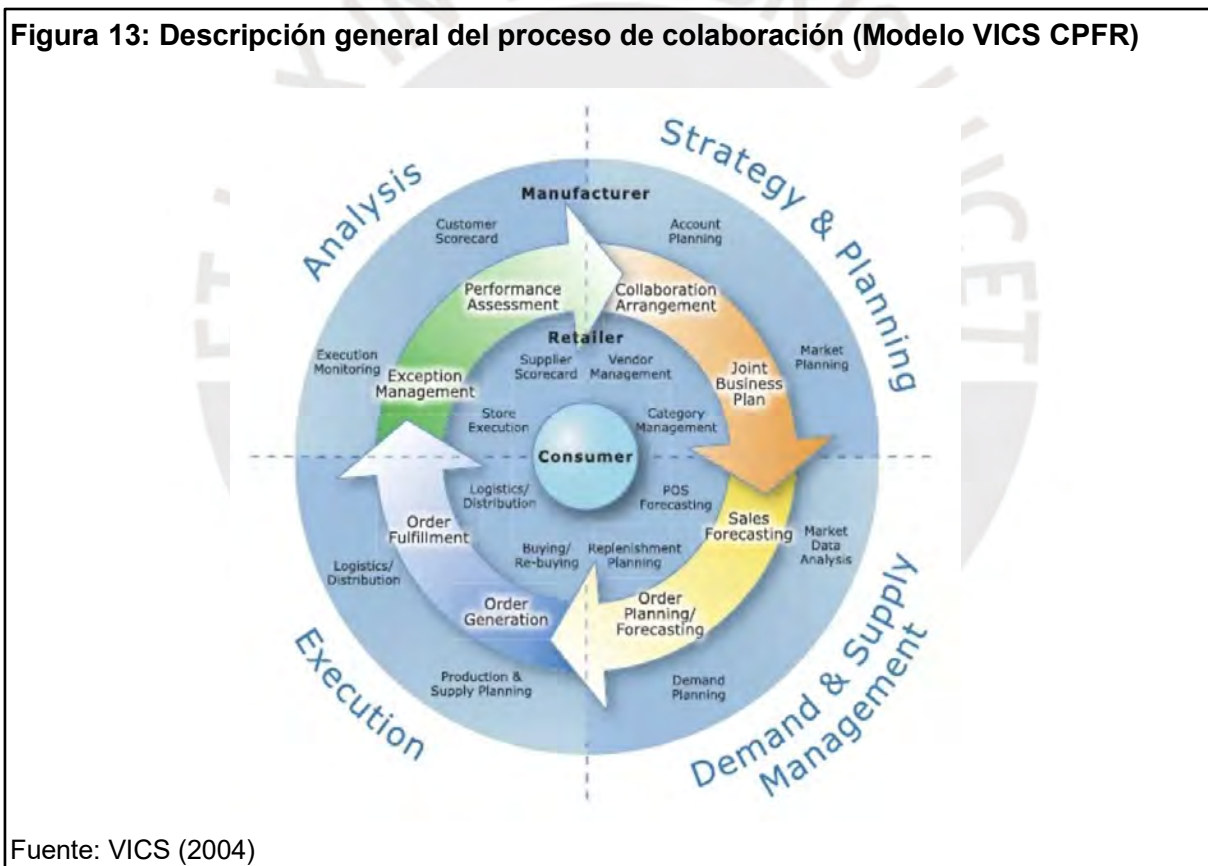 Figura 13: Descripción general del proceso de colaboración (Modelo VICS CPFR)
Analysis
Strategy & Planning
Manufacturer
Customer
Scorecard
Account
Planning
Performance
Assessment
Collaboration
Arrangement
Retailer
Supplier
Scorecard
Vendor
Management
Execution
Monitoring
Exception
Management
Joint
Business
Plan
Market
Planning
Store
Execution
Category
Management
Consumer
Logistics/
Distribution
POS
Forecasting
Order
Fulfillment
Sales
Forecasting
Market
Data
Analysis
Buying/
Re-buying
Replenishment
Planning
Logistics/
Distribution
Order
Generation
Order
Planning/
Forecasting
Production &
Supply Planning
Demand
Planning
Execution
Demand & Supply
Management
Fuente: VICS (2004)